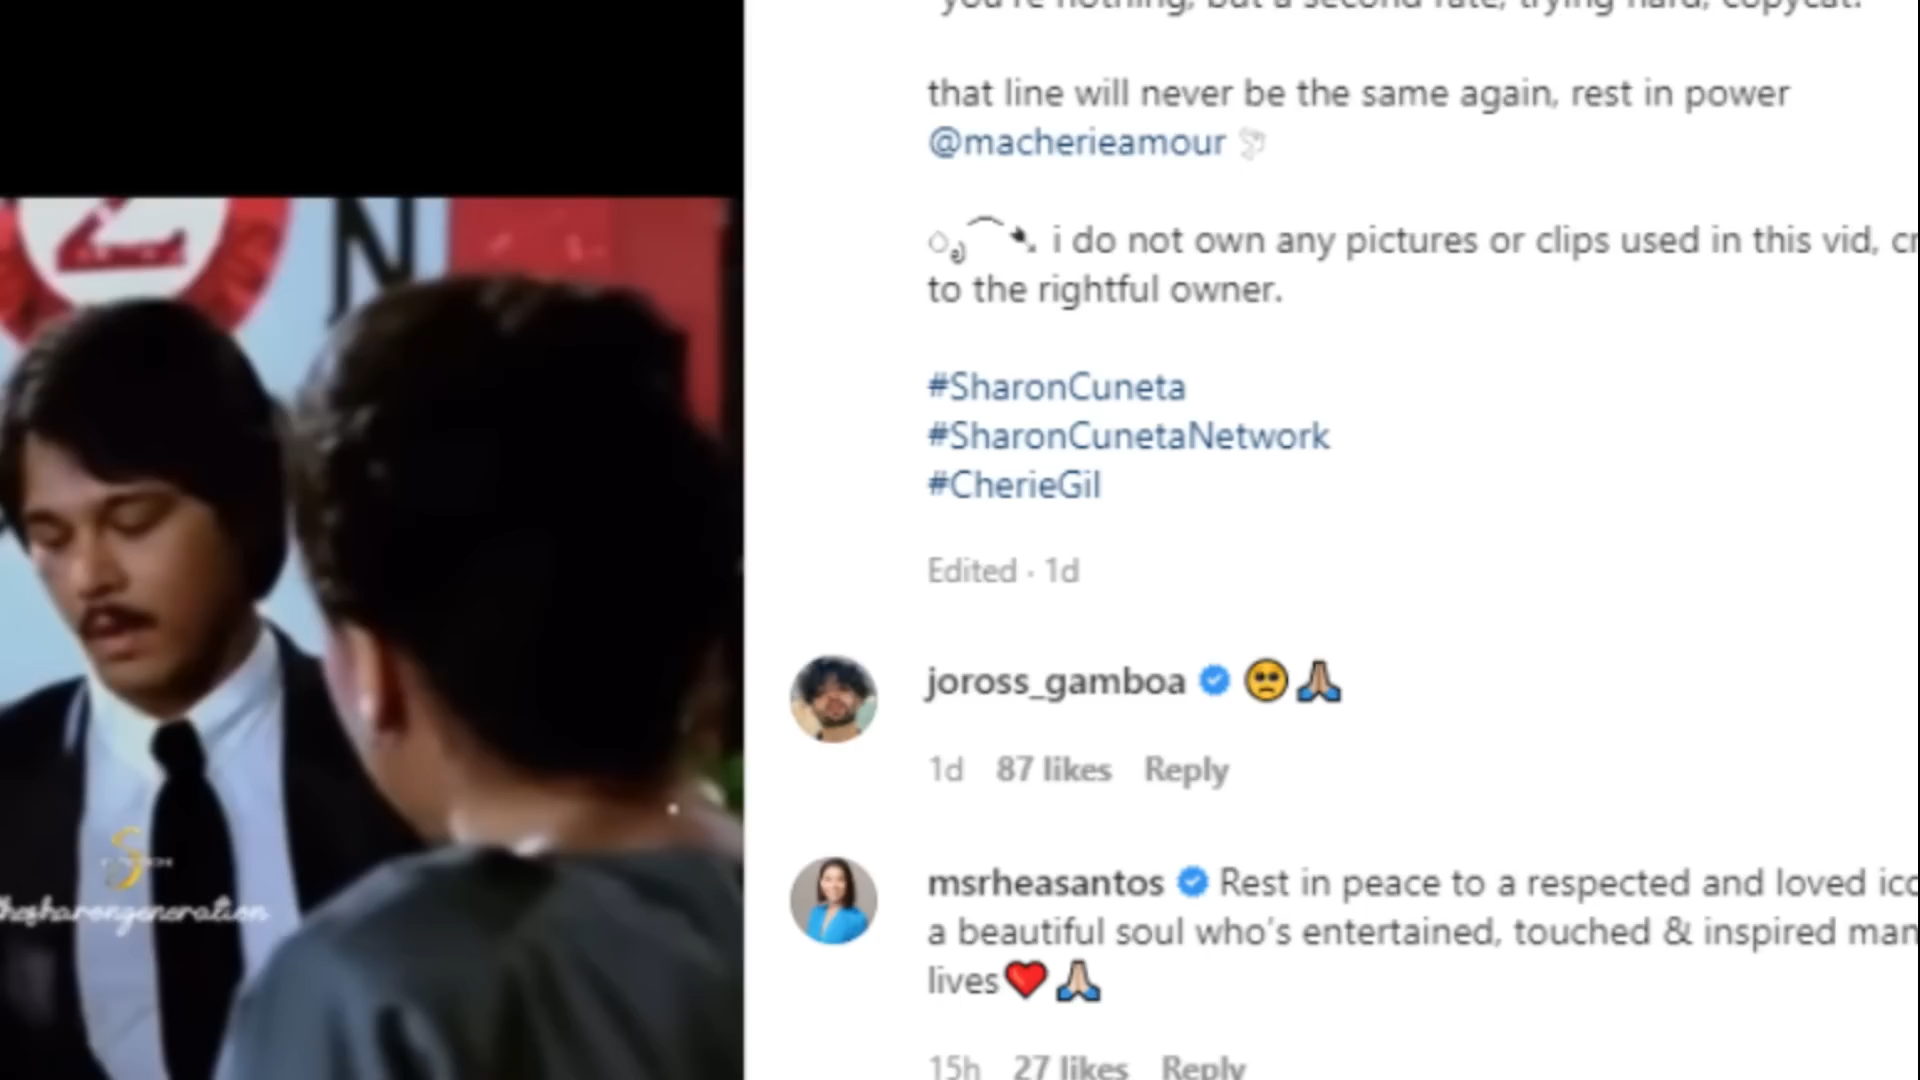 you're nothing, but a second rate, trying hard, copycat!
that line will never be the same again, rest in power
@macherieamour
i do not own any pictures or clips used in this vid, cr
to the rightful owner.
#SharonCuneta
#SharonCunetaNetwork
#CherieGil
Edited · 1d
joross_gamboa
1d 87 likes Reply
msrheasantos Rest in peace to a respected and loved ico
a beautiful soul who's entertained, touched & inspired man
lives
15h 27 likes Reply
2
N
S
thesharongeneration